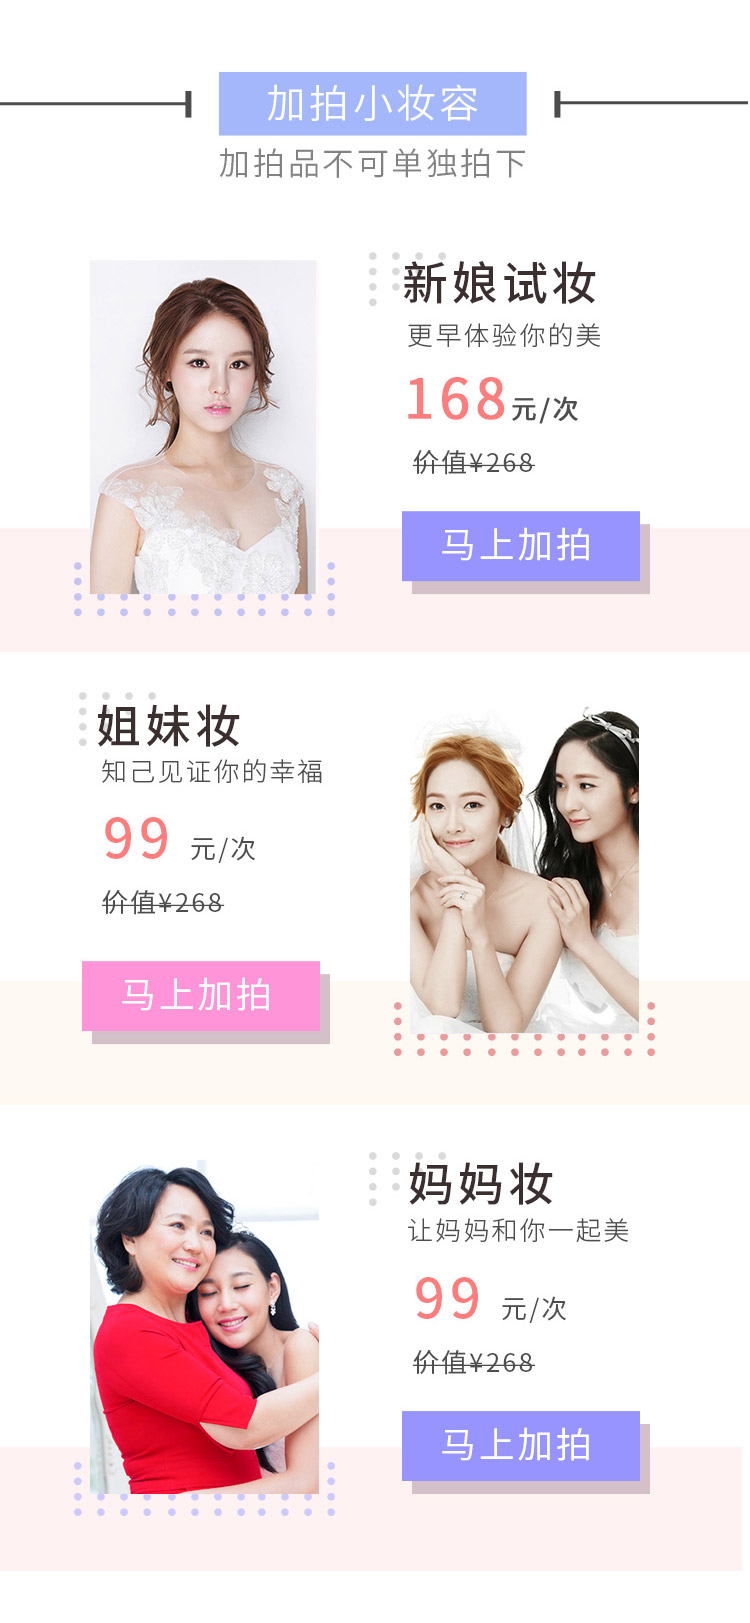 加拍小妆容
加拍品不可单独拍下
新娘试妆
更早体验你的美
168元/次
价值¥268
马上加拍
姐妹妆
知己见证你的幸福
99 元/次
价值¥268
马上加拍
妈妈妆
让妈妈和你一起美
99 元/次
价值¥268
马上加拍